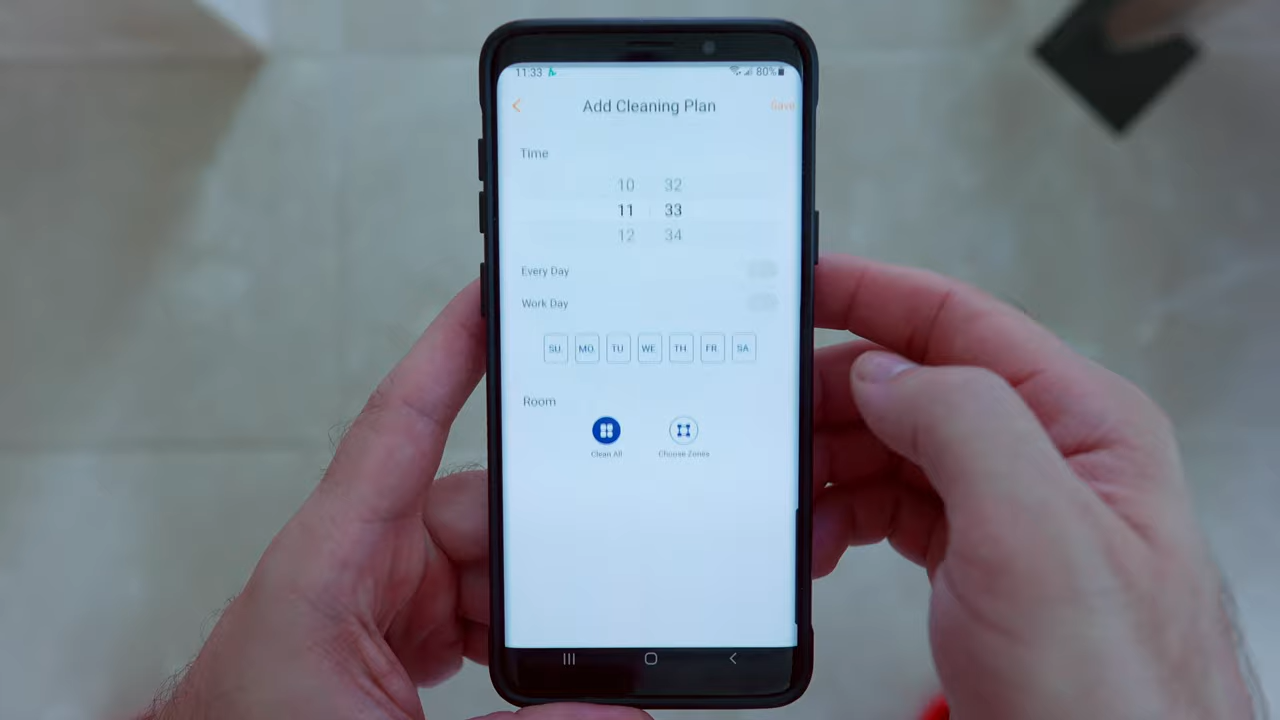 11:33 80%
Add Cleaning Plan Save
Time
10 32
11 33
12 34
Every Day
Work Day
SU. MO. TU WE. TH. FR. SA.
Room
Clean All Choose Zones